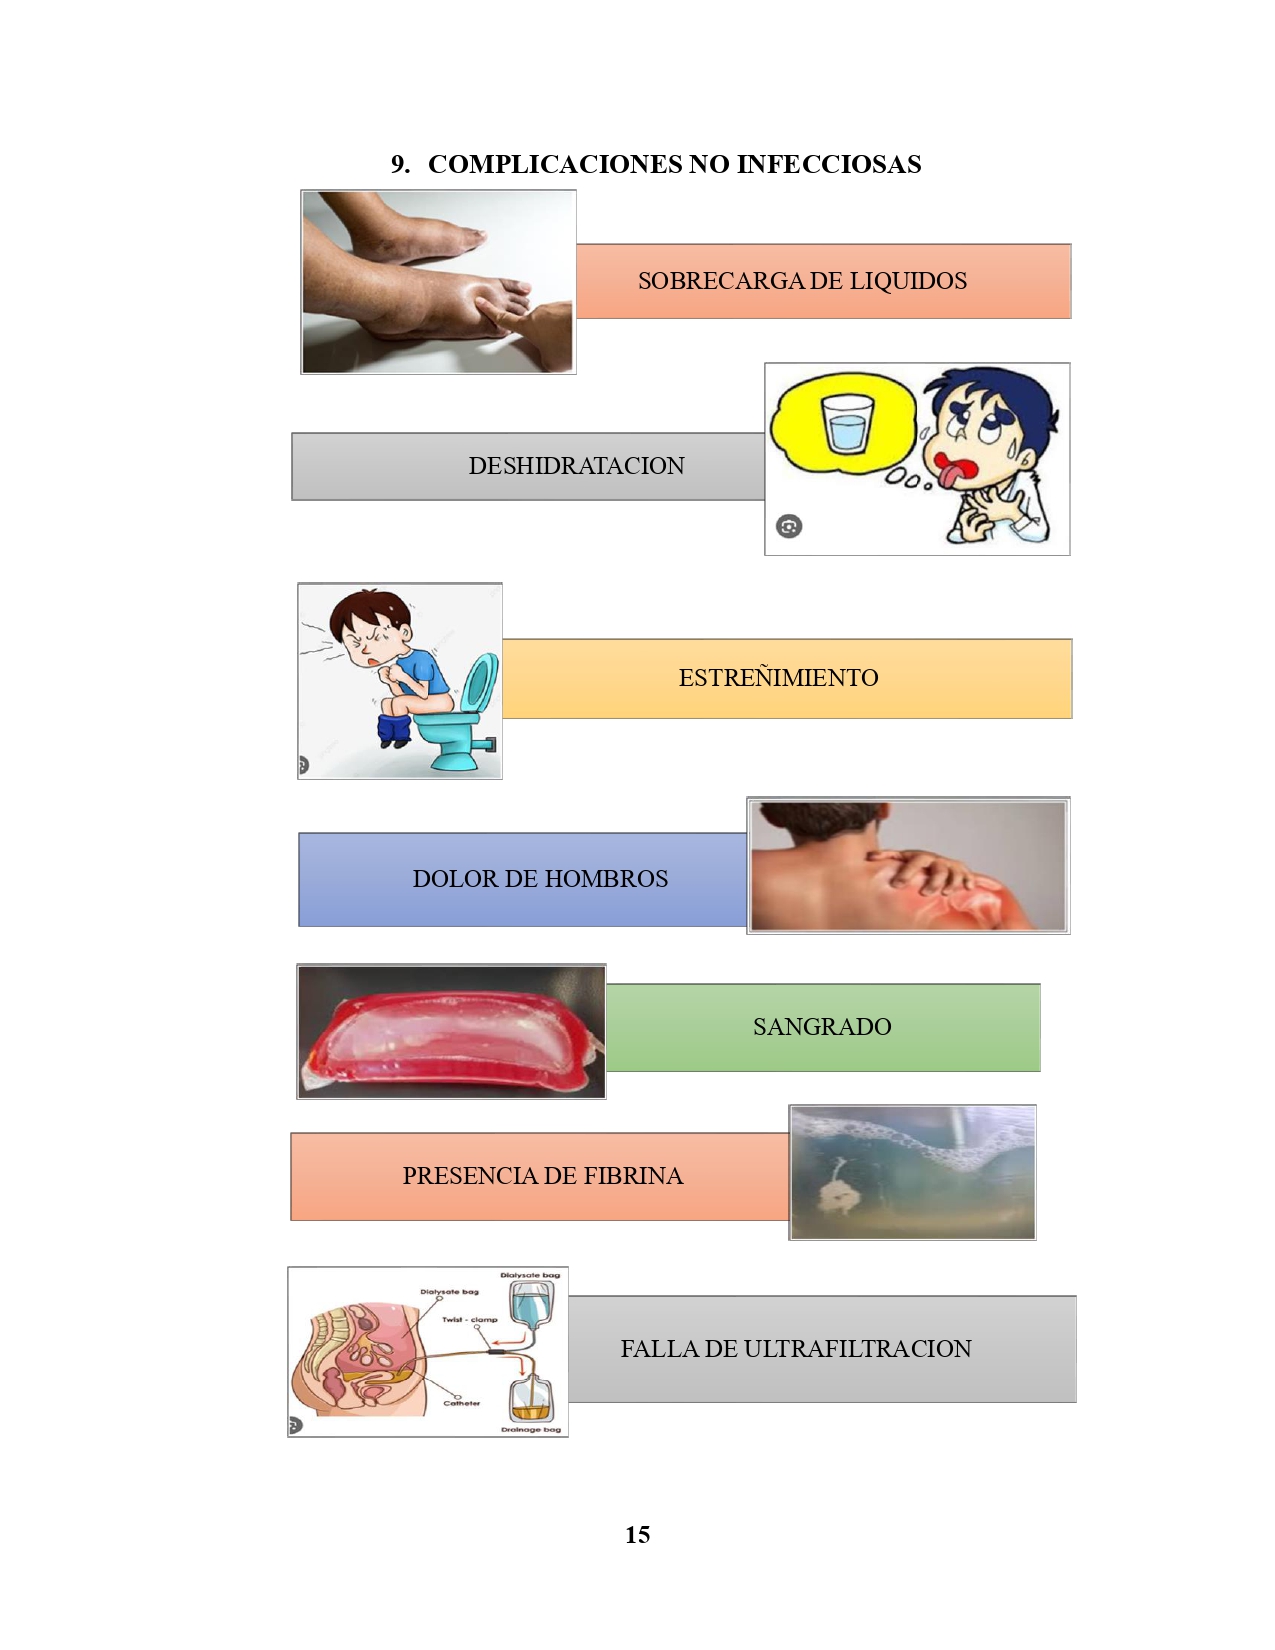 9. COMPLICACIONES NO INFECCIOSAS
SOBRECARGA DE LIQUIDOS
DESHIDRATACION
ESTREÑIMIENTO
DOLOR DE HOMBROS
SANGRADO
PRESENCIA DE FIBRINA
Dialysate bag
Dialysate bag
Twist - clamp
Catheter
Drainage bag
FALLA DE ULTRAFILTRACION
15